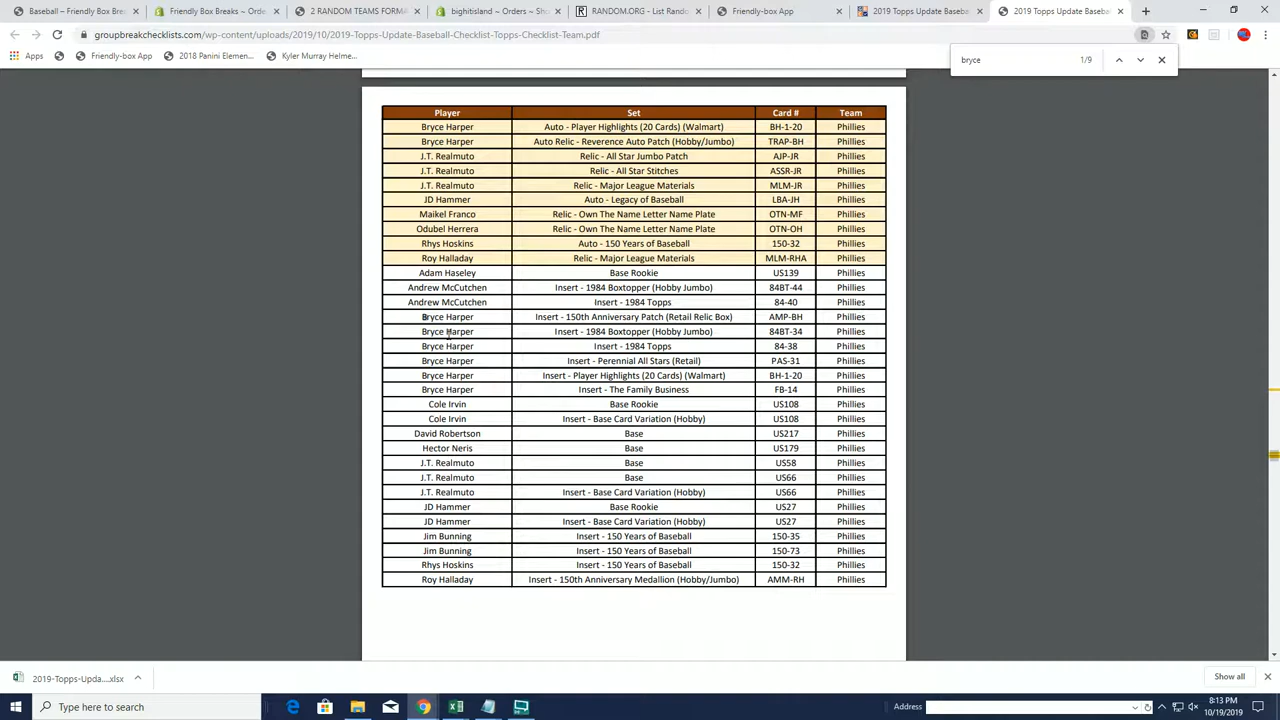 Baseball – Friendly Box Break
Friendly Box Breaks ~ Orde
2 RANDOM TEAMS FORMA
bighitisland ~ Orders ~ Sho
RANDOM.ORG - List Rando
Friendly-box App
2019 Topps Update Baseba
2019 Topps Update Baseba
groupbreakchecklists.com/wp-content/uploads/2019/10/2019-Topps-Update-Baseball-Checklist-Topps-Checklist-Team.pdf
Apps
Friendly-box App
2018 Panini Elemen...
Kyler Murray Helme...
bryce 1/9
Player Set Card # Team
Bryce Harper Auto - Player Highlights (20 Cards) (Walmart) BH-1-20 Phillies
Bryce Harper Auto Relic - Reverence Auto Patch (Hobby/Jumbo) TRAP-BH Phillies
J.T. Realmuto Relic - All Star Jumbo Patch AJP-JR Phillies
J.T. Realmuto Relic - All Star Stitches ASSR-JR Phillies
J.T. Realmuto Relic - Major League Materials MLM-JR Phillies
JD Hammer Auto - Legacy of Baseball LBA-JH Phillies
Maikel Franco Relic - Own The Name Letter Name Plate OTN-MF Phillies
Odubel Herrera Relic - Own The Name Letter Name Plate OTN-OH Phillies
Rhys Hoskins Auto - 150 Years of Baseball 150-32 Phillies
Roy Halladay Relic - Major League Materials MLM-RHA Phillies
Adam Haseley Base Rookie US139 Phillies
Andrew McCutchen Insert - 1984 Boxtopper (Hobby Jumbo) 84BT-44 Phillies
Andrew McCutchen Insert - 1984 Topps 84-40 Phillies
Bryce Harper Insert - 150th Anniversary Patch (Retail Relic Box) AMP-BH Phillies
Bryce Harper Insert - 1984 Boxtopper (Hobby Jumbo) 84BT-34 Phillies
Bryce Harper Insert - 1984 Topps 84-38 Phillies
Bryce Harper Insert - Perennial All Stars (Retail) PAS-31 Phillies
Bryce Harper Insert - Player Highlights (20 Cards) (Walmart) BH-1-20 Phillies
Bryce Harper Insert - The Family Business FB-14 Phillies
Cole Irvin Base Rookie US108 Phillies
Cole Irvin Insert - Base Card Variation (Hobby) US108 Phillies
David Robertson Base US217 Phillies
Hector Neris Base US179 Phillies
J.T. Realmuto Base US58 Phillies
J.T. Realmuto Base US66 Phillies
J.T. Realmuto Insert - Base Card Variation (Hobby) US66 Phillies
JD Hammer Base Rookie US27 Phillies
JD Hammer Insert - Base Card Variation (Hobby) US27 Phillies
Jim Bunning Insert - 150 Years of Baseball 150-35 Phillies
Jim Bunning Insert - 150 Years of Baseball 150-73 Phillies
Rhys Hoskins Insert - 150 Years of Baseball 150-32 Phillies
Roy Halladay Insert - 150th Anniversary Medallion (Hobby/Jumbo) AMM-RH Phillies
2019-Topps-Upda....xlsx
Show all
Type here to search
Address
8:13 PM
10/19/2019